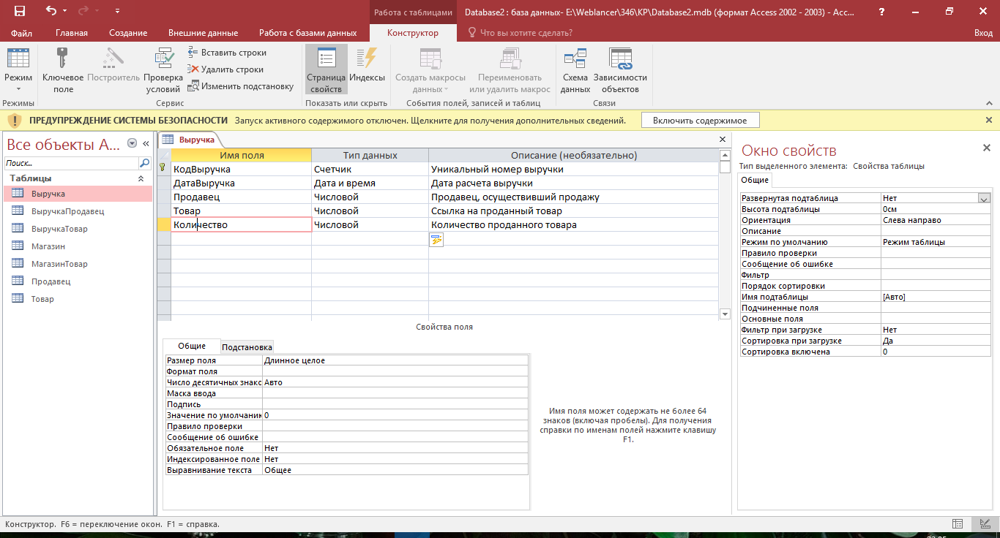 Работа с таблицами
Database2 : база данных- E:\Weblancer\346\KP\Database2.mdb (формат Access 2002 - 2003) - Acc...
?
Файл Главная Создание Внешние данные Работа с базами данных Конструктор Что вы хотите сделать? Вход
Режим
Режимы
Ключевое поле
Построитель
Проверка условий
Вставить строки
Удалить строки
Изменить подстановку
Сервис
Страница свойств
Индексы
Показать или скрыть
Создать макросы данных
Переименовать или удалить макрос
События полей, записей и таблиц
Схема данных
Зависимости объектов
Связи
ПРЕДУПРЕЖДЕНИЕ СИСТЕМЫ БЕЗОПАСНОСТИ Запуск активного содержимого отключен. Щелкните для получения дополнительных сведений. Включить содержимое
Все объекты A...
Поиск...
Таблицы
Выручка
ВыручкаПродавец
ВыручкаТовар
Магазин
МагазинТовар
Продавец
Товар
Выручка
Имя поля Тип данных Описание (необязательно)
КодВыручка Счетчик Уникальный номер выручки
ДатаВыручка Дата и время Дата расчета выручки
Продавец Числовой Продавец, осуществивший продажу
Товар Числовой Ссылка на проданный товар
Количество Числовой Количество проданного товара
Свойства поля
Общие Подстановка
Размер поля Длинное целое
Формат поля
Число десятичных знако Авто
Маска ввода
Подпись
Значение по умолчанию 0
Правило проверки
Сообщение об ошибке
Обязательное поле Нет
Индексированное поле Нет
Выравнивание текста Общее
Имя поля может содержать не более 64
знаков (включая пробелы). Для получения
справки по именам полей нажмите клавишу
F1.
Окно свойств
Тип выделенного элемента: Свойства таблицы
Общие
Развернутая подтаблица Нет
Высота подтаблицы 0см
Ориентация Слева направо
Описание
Режим по умолчанию Режим таблицы
Правило проверки
Сообщение об ошибке
Фильтр
Порядок сортировки
Имя подтаблицы [Авто]
Подчиненные поля
Основные поля
Фильтр при загрузке Нет
Сортировка при загрузке Да
Сортировка включена 0
Конструктор. F6 = переключение окон. F1 = справка.